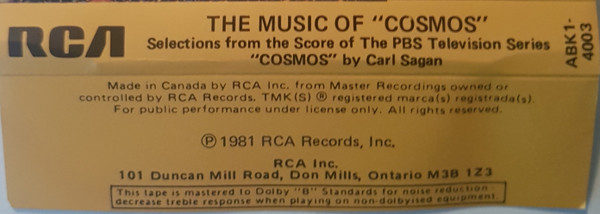 RCA
THE MUSIC OF "COSMOS"
Selections from the Score of The PBS Television Series
"COSMOS" by Carl Sagan
ABK1-
4003
Made in Canada by RCA Inc. from Master Recordings owned or
controlled by RCA Records. TMK(S) ® registered marca(s) registrada(s).
For public performance under license only. All rights reserved.
Ⓟ 1981 RCA Records, Inc.
RCA Inc.
101 Duncan Mill Road, Don Mills, Ontario M3B 1Z3
This tape is mastered to Dolby "B" Standards for noise reduction -
decrease treble response when playing on non-dolbysised equipment.